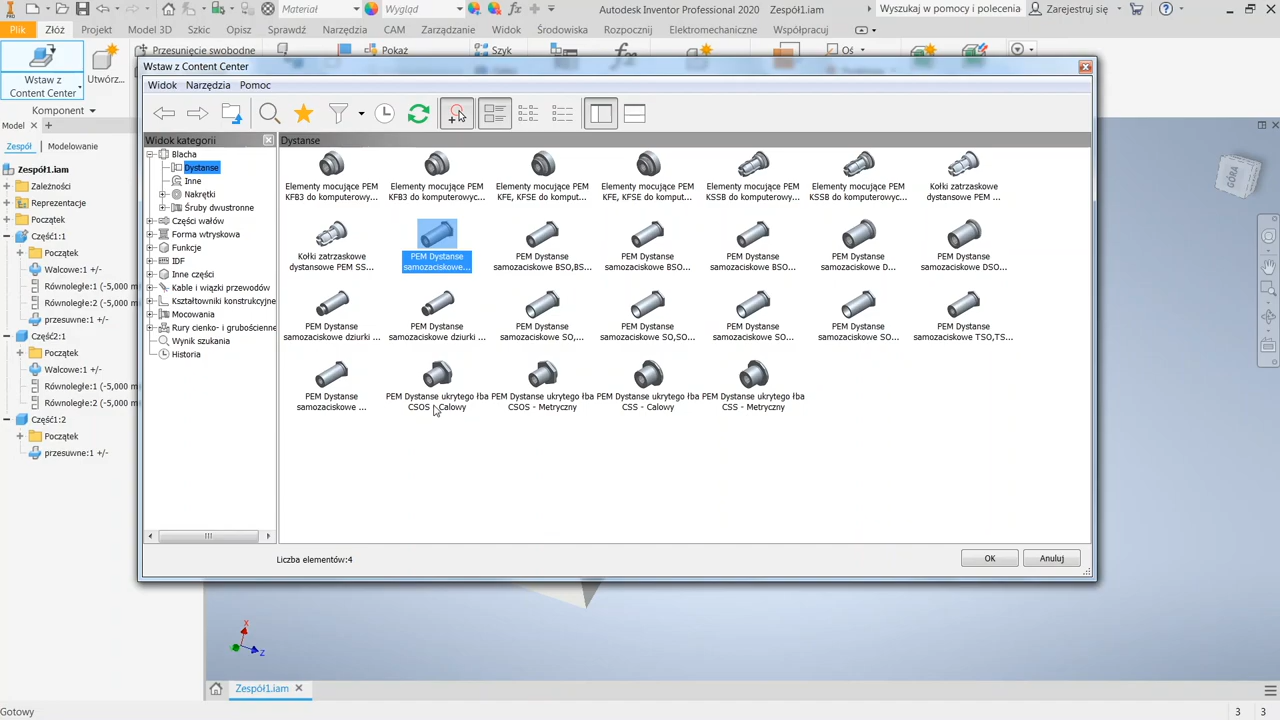 Materiał
Wygląd
Autodesk Inventor Professional 2020 Zespół1.iam
Wyszukaj w pomocy i polecenia
Zarejestruj się
PRO
Plik
Złóż
Projekt
Model 3D
Szkic
Opisz
Sprawdź
Narzędzia
CAM
Zarządzanie
Widok
Środowiska
Rozpocznij
Elektromechaniczne
Współpracuj
Wstaw z
Content Center
Utwórz...
Przesunięcie swobodne
Pokaż
Szyk
Oś
Komponent
Wstaw z Content Center
Widok Narzędzia Pomoc
Model
Zespół
Modelowanie
Zespół1.iam
Zależności
Reprezentacje
Początek
Część1:1
Początek
Walcowe:1 +/-
Równoległe:1 (-5,000 m
Równoległe:2 (-5,000 m
przesuwne:1 +/-
Część2:1
Początek
Walcowe:1 +/-
Równoległe:1 (-5,000 m
Równoległe:2 (-5,000 m
Część1:2
Początek
przesuwne:1 +/-
Widok kategorii
Blacha
Dystanse
Inne
Nakrętki
Śruby dwustronne
Części wałów
Forma wtryskowa
Funkcje
IDF
Inne części
Kable i wiązki przewodów
Kształtowniki konstrukcyjne
Mocowania
Rury cienko- i grubościenne
Wynik szukania
Historia
Dystanse
Elementy mocujące PEM
KFB3 do komputerowy...
Elementy mocujące PEM
KFB3 do komputerowyc...
Elementy mocujące PEM
KFE, KFSE do komput...
Elementy mocujące PEM
KFE, KFSE do komput...
Elementy mocujące PEM
KSSB do komputerowy...
Elementy mocujące PEM
KSSB do komputerowyc...
Kołki zatrzaskowe
dystansowe PEM ...
Kołki zatrzaskowe
dystansowe PEM SS...
PEM Dystanse
samozaciskowe...
PEM Dystanse
samozaciskowe BSO,BS...
PEM Dystanse
samozaciskowe BSO...
PEM Dystanse
samozaciskowe BSO...
PEM Dystanse
samozaciskowe D...
PEM Dystanse
samozaciskowe DSO...
PEM Dystanse
samozaciskowe dziurki ...
PEM Dystanse
samozaciskowe dziurki ...
PEM Dystanse
samozaciskowe SO,...
PEM Dystanse
samozaciskowe SO,SO...
PEM Dystanse
samozaciskowe SO...
PEM Dystanse
samozaciskowe SO...
PEM Dystanse
samozaciskowe TSO,TS...
PEM Dystanse
samozaciskowe ...
PEM Dystanse ukrytego łba
CSOS - Calowy
PEM Dystanse ukrytego łba
CSOS - Metryczny
PEM Dystanse ukrytego łba
CSS - Calowy
PEM Dystanse ukrytego łba
CSS - Metryczny
Liczba elementów:4
OK
Anuluj
GÓRA
X
Z
Zespół1.iam
Gotowy
3 3